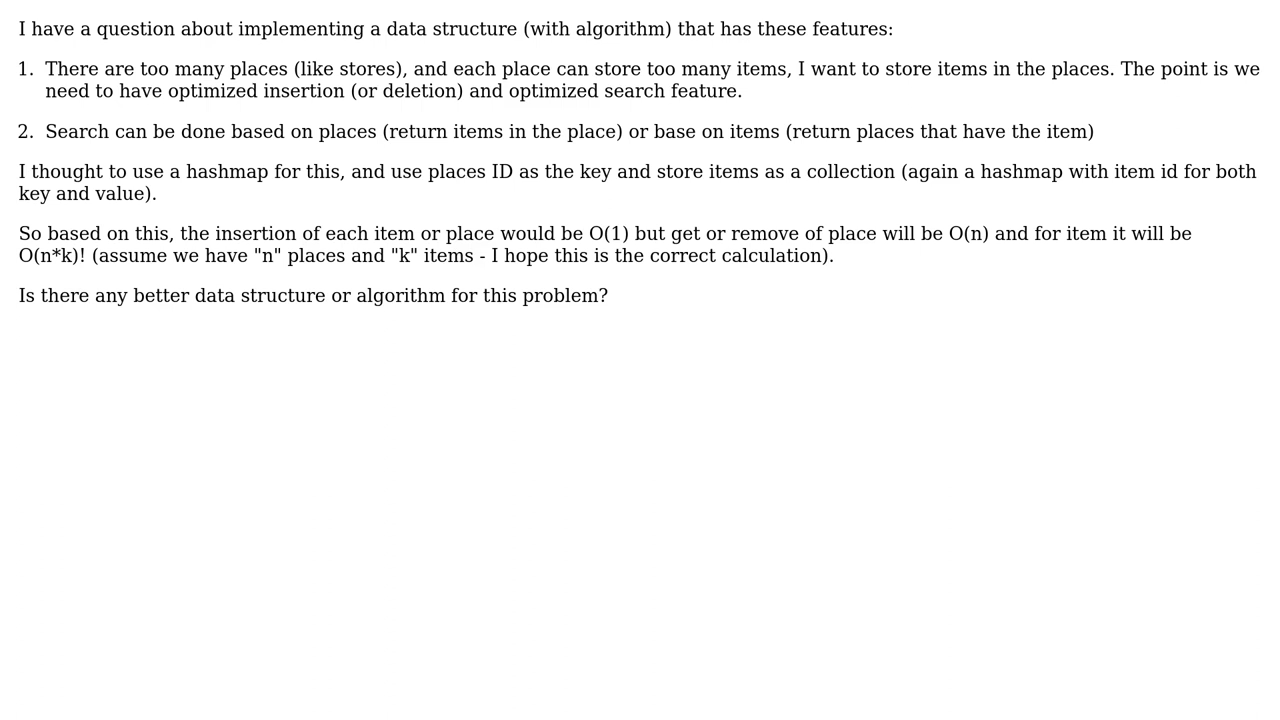 I have a question about implementing a data structure (with algorithm) that has these features:
1. There are too many places (like stores), and each place can store too many items, I want to store items in the places. The point is we
need to have optimized insertion (or deletion) and optimized search feature.
2. Search can be done based on places (return items in the place) or base on items (return places that have the item)
I thought to use a hashmap for this, and use places ID as the key and store items as a collection (again a hashmap with item id for both
key and value).
So based on this, the insertion of each item or place would be O(1) but get or remove of place will be O(n) and for item it will be
O(n*k)! (assume we have "n" places and "k" items - I hope this is the correct calculation).
Is there any better data structure or algorithm for this problem?